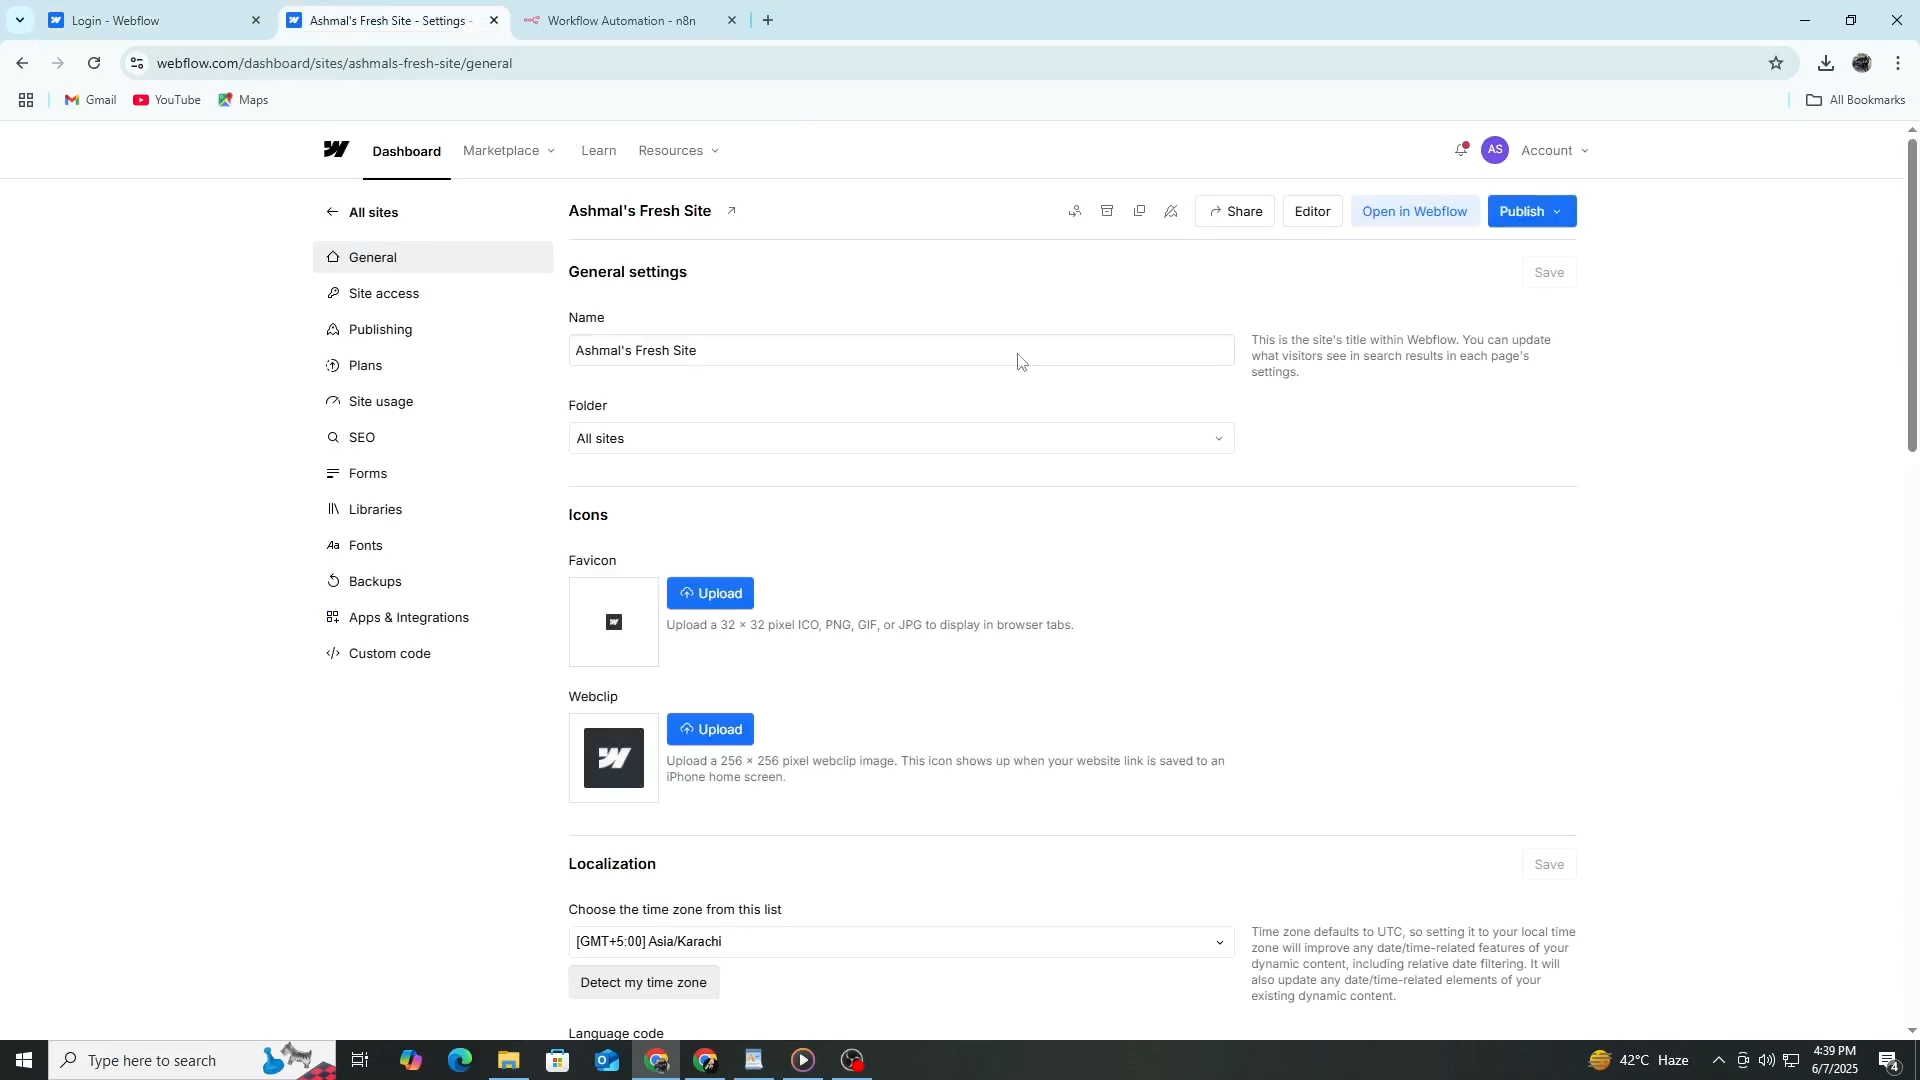 Login - Webflow
Ashmal's Fresh Site - Settings -
Workflow Automation - n8n
webflow.com/dashboard/sites/ashmals-fresh-site/general
Gmail
YouTube
Maps
All Bookmarks
Dashboard
Marketplace
Learn
Resources
AS
Account
All sites
Ashmal's Fresh Site
Share
Editor
Open in Webflow
Publish
General
Site access
Publishing
Plans
Site usage
SEO
Forms
Libraries
Aa Fonts
Backups
Apps & Integrations
</> Custom code
General settings
Save
Name
Ashmal's Fresh Site
This is the site's title within Webflow. You can update
what visitors see in search results in each page's
settings.
Folder
All sites
Icons
Favicon
Upload
Upload a 32 × 32 pixel ICO, PNG, GIF, or JPG to display in browser tabs.
Webclip
Upload
Upload a 256 × 256 pixel webclip image. This icon shows up when your website link is saved to an
iPhone home screen.
Localization
Save
Choose the time zone from this list
[GMT+5:00] Asia/Karachi
Detect my time zone
Time zone defaults to UTC, so setting it to your local time
zone will improve any date/time-related features of your
dynamic content, including relative date filtering. It will
also update any date/time-related elements of your
existing dynamic content.
Language code
Type here to search
42°C Haze
4:39 PM
6/7/2025
4